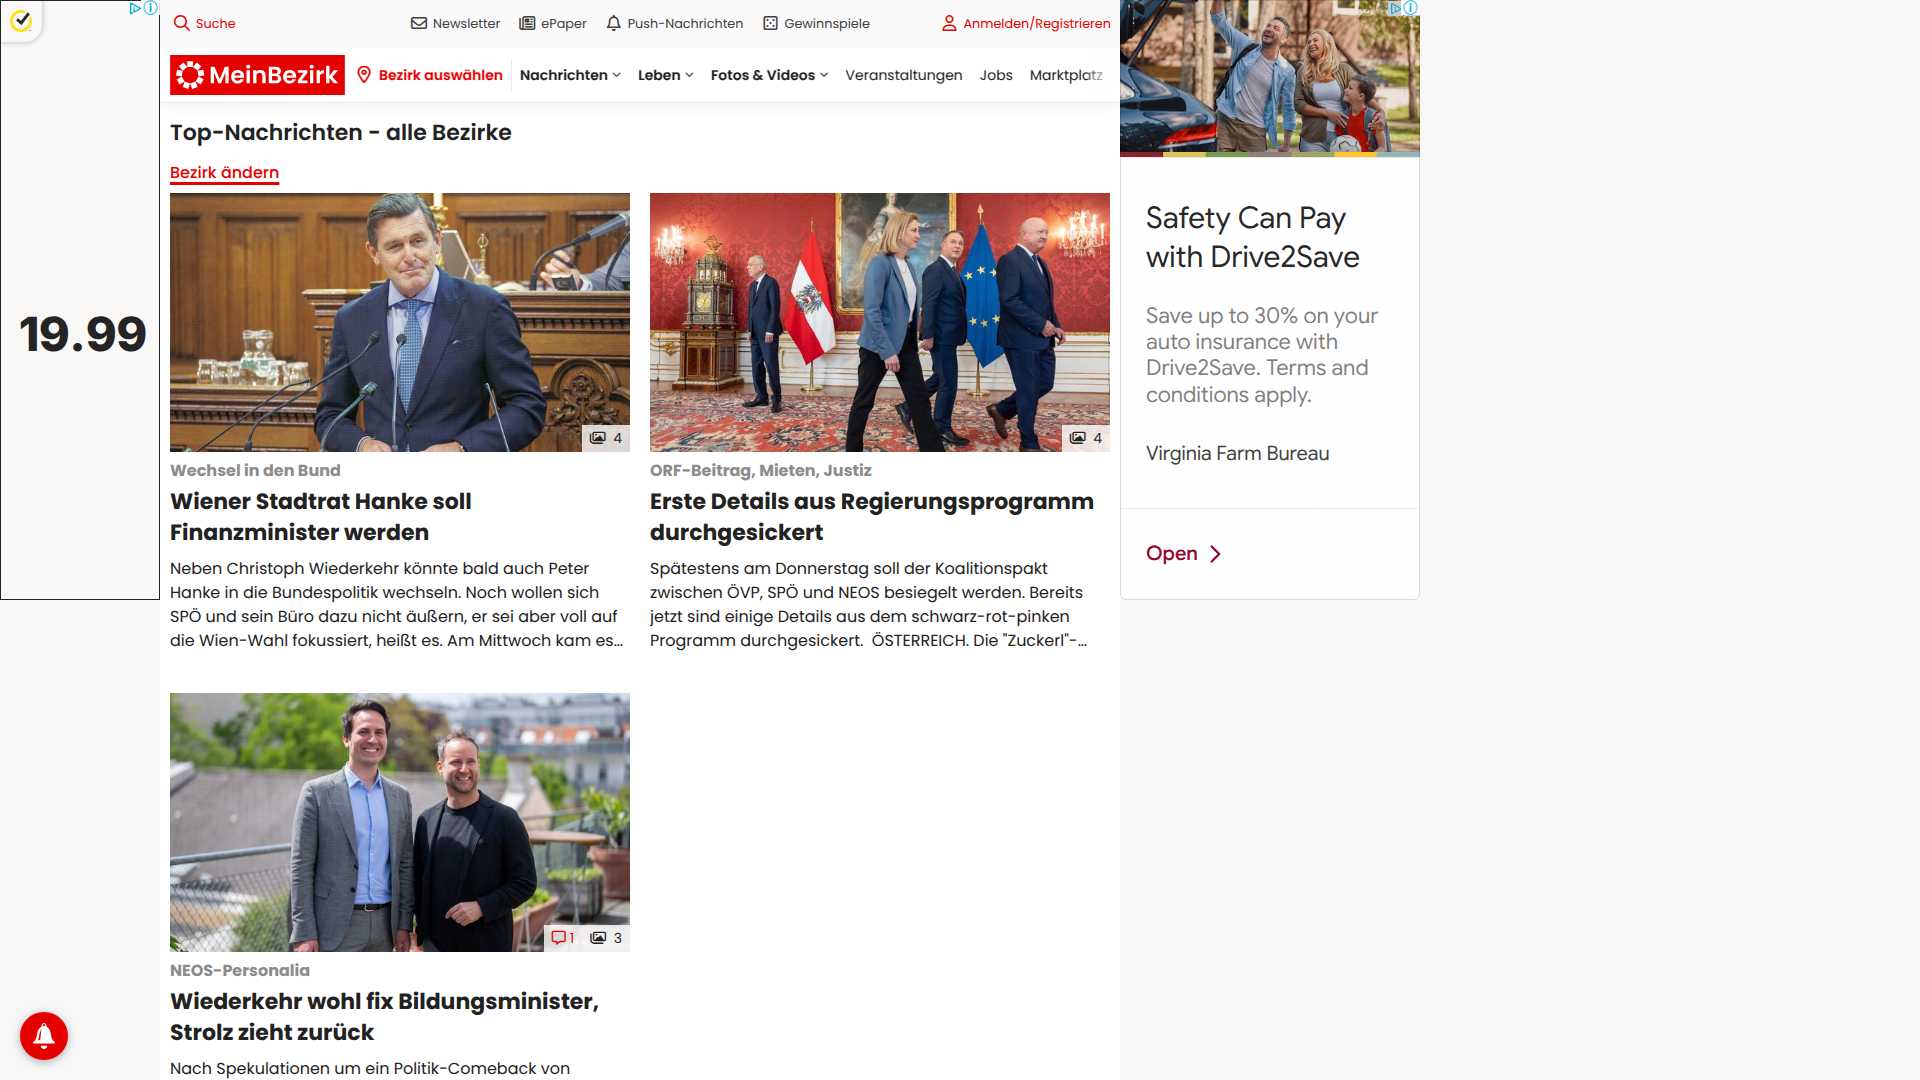 Suche
Newsletter
ePaper
Push-Nachrichten
Gewinnspiele
Anmelden/Registrieren
MeinBezirk
Bezirk auswählen
Nachrichten
Leben
Fotos & Videos
Veranstaltungen
Jobs
Marktplatz
Top-Nachrichten - alle Bezirke
Bezirk ändern
19.99
4
Wechsel in den Bund
Wiener Stadtrat Hanke soll
Finanzminister werden
Neben Christoph Wiederkehr könnte bald auch Peter
Hanke in die Bundespolitik wechseln. Noch wollen sich
SPÖ und sein Büro dazu nicht äußern, er sei aber voll auf
die Wien-Wahl fokussiert, heißt es. Am Mittwoch kam es...
4
ORF-Beitrag, Mieten, Justiz
Erste Details aus Regierungsprogramm
durchgesickert
Spätestens am Donnerstag soll der Koalitionspakt
zwischen ÖVP, SPÖ und NEOS besiegelt werden. Bereits
jetzt sind einige Details aus dem schwarz-rot-pinken
Programm durchgesickert.  ÖSTERREICH. Die "Zuckerl"-...
1
3
NEOS-Personalia
Wiederkehr wohl fix Bildungsminister,
Strolz zieht zurück
Nach Spekulationen um ein Politik-Comeback von
Safety Can Pay
with Drive2Save
Save up to 30% on your
auto insurance with
Drive2Save. Terms and
conditions apply.
Virginia Farm Bureau
Open